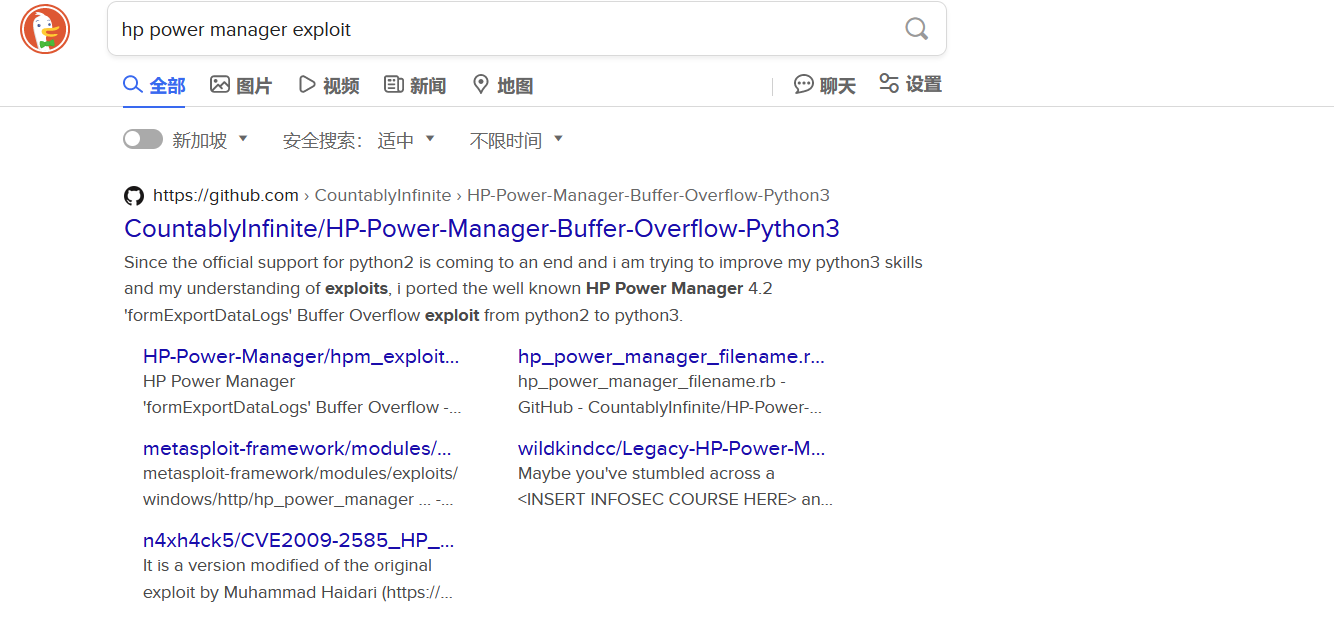 hp power manager exploit
全部 图片 视频 新闻 地图 聊天 设置
新加坡 安全搜索: 适中 不限时间
https://github.com › CountablyInfinite › HP-Power-Manager-Buffer-Overflow-Python3
CountablyInfinite/HP-Power-Manager-Buffer-Overflow-Python3
Since the official support for python2 is coming to an end and i am trying to improve my python3 skills
and my understanding of exploits, i ported the well known HP Power Manager 4.2
'formExportDataLogs' Buffer Overflow exploit from python2 to python3.
HP-Power-Manager/hpm_exploit...
HP Power Manager
'formExportDataLogs' Buffer Overflow -...
hp_power_manager_filename.r...
hp_power_manager_filename.rb -
GitHub - CountablyInfinite/HP-Power-...
metasploit-framework/modules/...
metasploit-framework/modules/exploits/
windows/http/hp_power_manager ... -...
wildkindcc/Legacy-HP-Power-M...
Maybe you've stumbled across a
<INSERT INFOSEC COURSE HERE> an...
n4xh4ck5/CVE2009-2585_HP_...
It is a version modified of the original
exploit by Muhammad Haidari (https://...